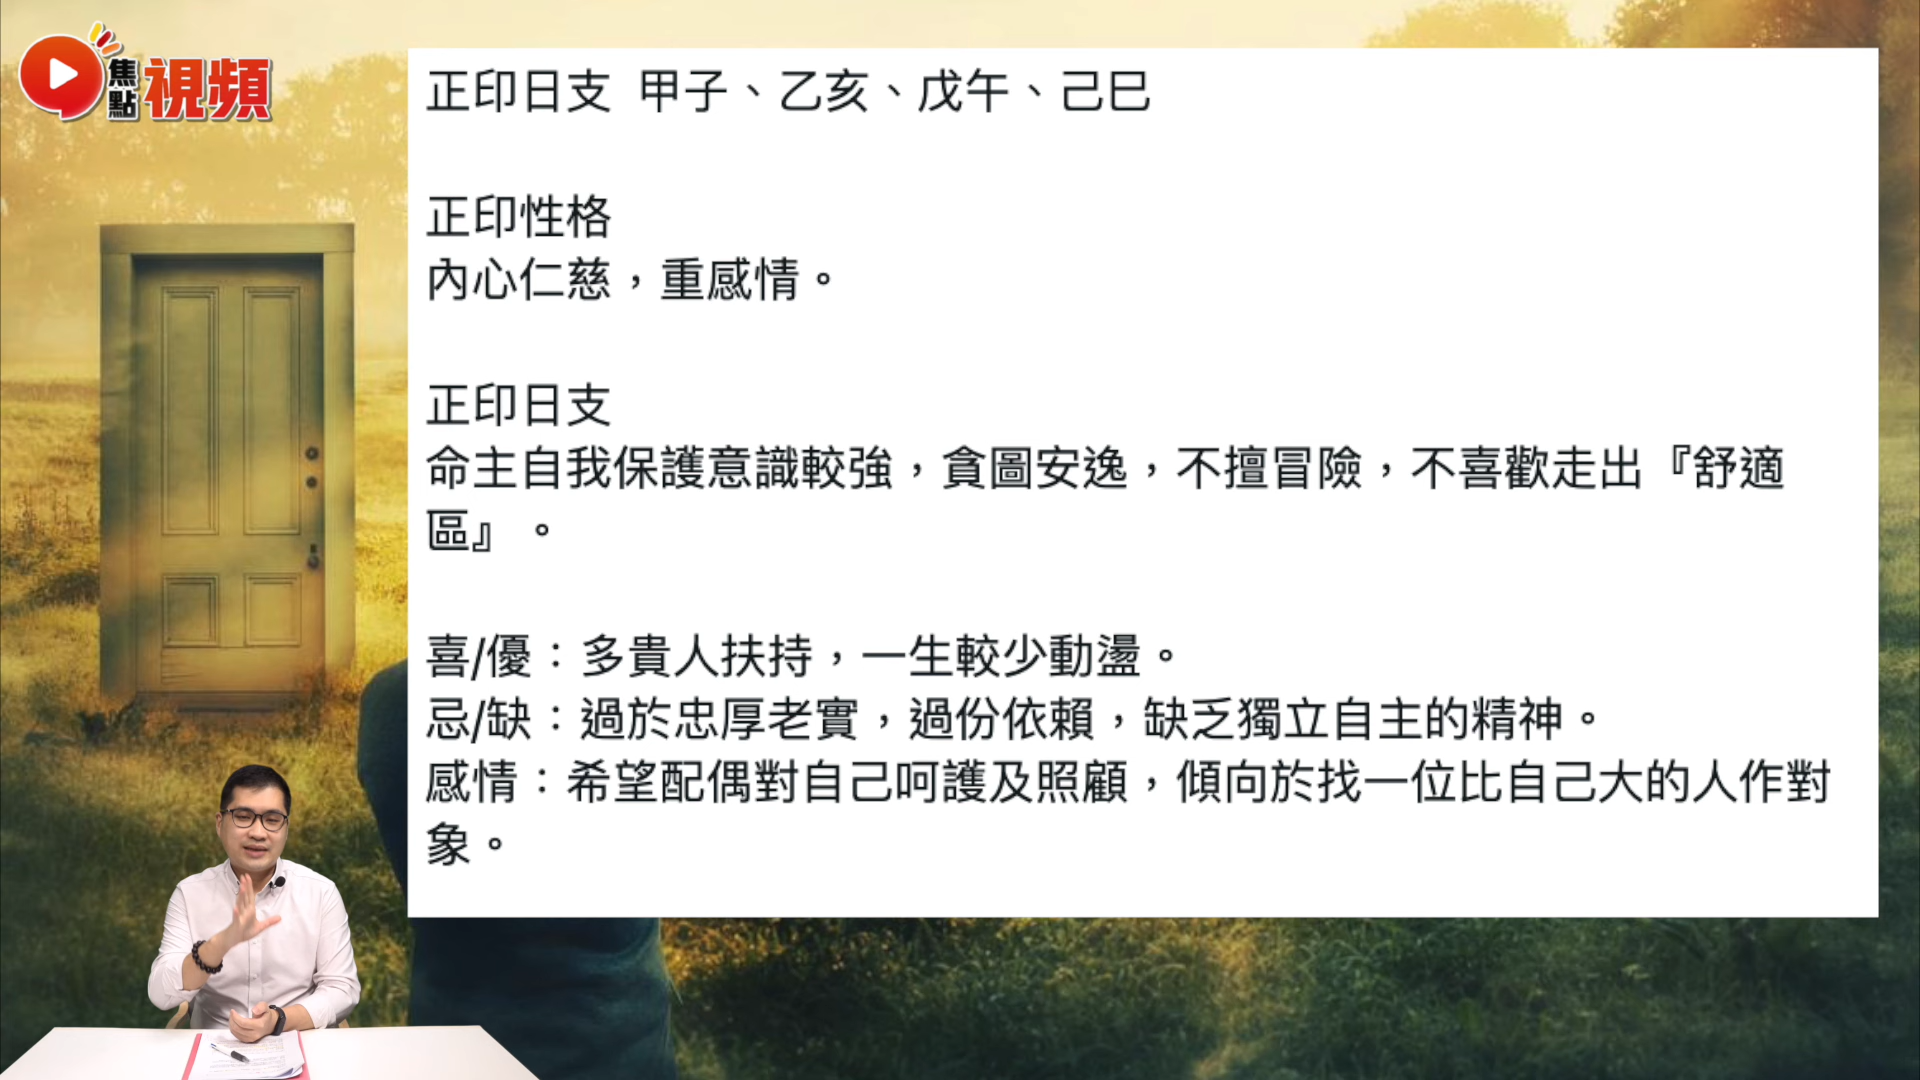 焦點視頻
正印日支 甲子、乙亥、戊午、己巳
正印性格
內心仁慈，重感情。
正印日支
命主自我保護意識較強，貪圖安逸，不擅冒險，不喜歡走出『舒適
區』。
喜/優：多貴人扶持，一生較少動盪。
忌/缺：過於忠厚老實，過份依賴，缺乏獨立自主的精神。
感情：希望配偶對自己呵護及照顧，傾向於找一位比自己大的人作對
象。